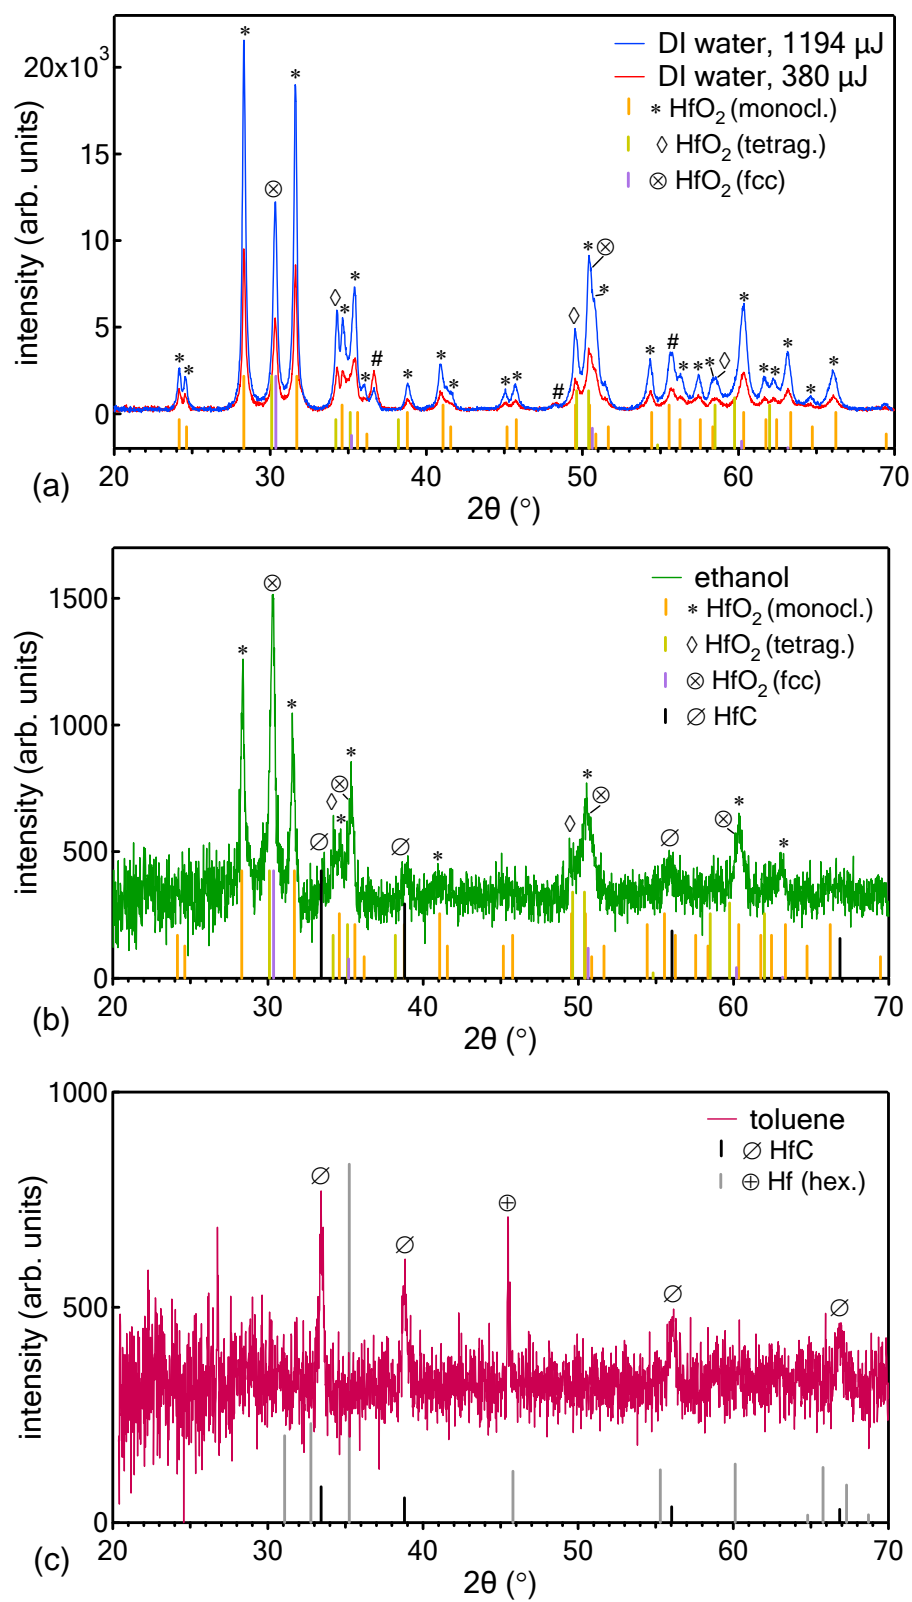 DI water, 1194 μJ
DI water, 380 μJ
* HfO₂ (monocl.)
◊ HfO₂ (tetrag.)
⊗ HfO₂ (fcc)
intensity (arb. units)
20x10³
15
10
5
0
* * * * ⊗ * ◊ * * * # * * * * * ◊ * ⊗ * # * # * * * ◊ * * * * * *
20 30 40 50 60 70
2θ (°)
(a)
ethanol
* HfO₂ (monocl.)
◊ HfO₂ (tetrag.)
⊗ HfO₂ (fcc)
∅ HfC
intensity (arb. units)
1500
1000
500
0
* ⊗ * ∅ ◊ ⊗ * * ∅ * ◊ * ⊗ ∅ ⊗ * *
20 30 40 50 60 70
2θ (°)
(b)
toluene
∅ HfC
⊕ Hf (hex.)
intensity (arb. units)
1000
500
0
∅ ∅ ⊕ ∅ ∅
20 30 40 50 60 70
2θ (°)
(c)